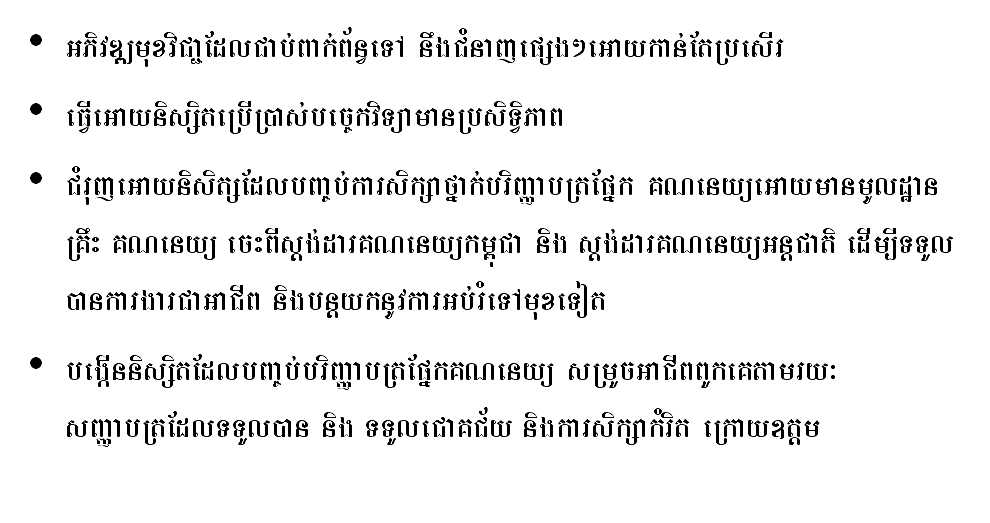 • អភិវឌ្ឍមុខវិជ្ជាដែលជាប់ពាក់ព័ន្ធទៅ នឹងជំនាញផ្សេងៗអោយកាន់តែប្រសើរ
• ធ្វើអោយនិស្សិតប្រើប្រាស់បច្ចេកវិទ្យាមានប្រសិទ្ធិភាព
• ជំរុញអោយនិសិត្សដែលបញ្ចប់ការសិក្សាថ្នាក់បរិញ្ញាបត្រផ្នែក គណនេយ្យអោយមានមូលដ្ឋាន
គ្រឹះ គណនេយ្យ ចេះពីស្តង់ដារគណនេយ្យកម្ពុជា និង ស្តង់ដារគណនេយ្យអន្តជាតិ ដើម្បីទទួល
បានការងារជាអាជីព និងបន្តយកនូវការអប់រំទៅមុខទៀត
• បង្កើននិស្សិតដែលបញ្ចប់បរិញ្ញាបត្រផ្នែកគណនេយ្យ សម្រួចអាជីពពួកគេតាមរយៈ
សញ្ញាបត្រដែលទទួលបាន និង ទទួលជោគជ័យ និងការសិក្សាកំរិត ក្រោយឧត្តម